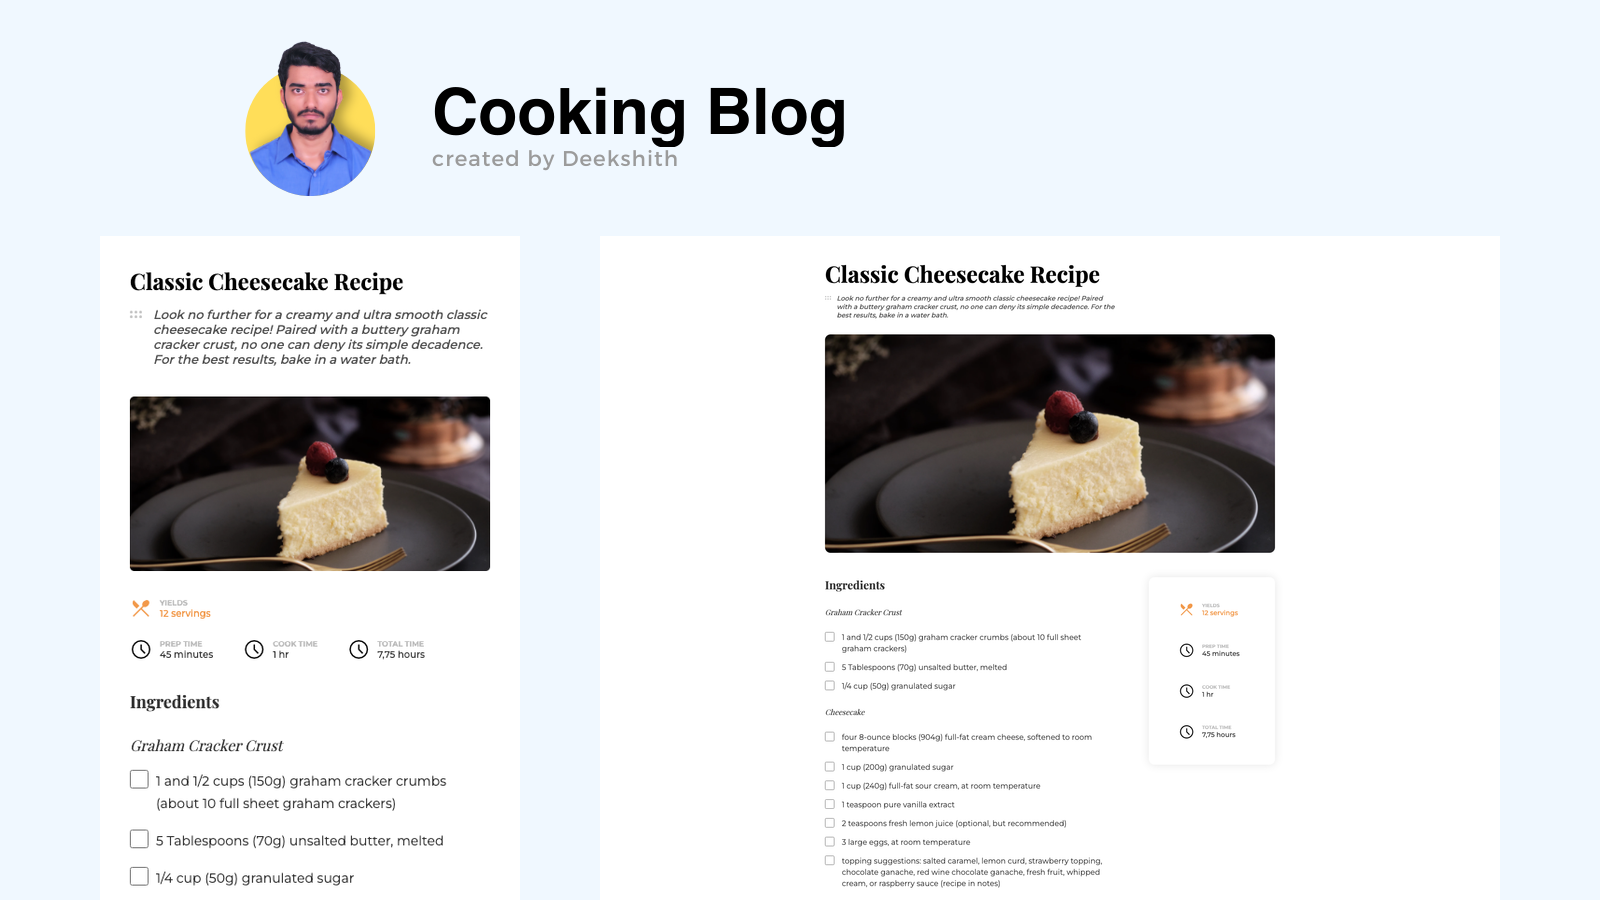 Cooking Blog
created by Deekshith
Classic Cheesecake Recipe
Look no further for a creamy and ultra smooth classic
cheesecake recipe! Paired with a buttery graham
cracker crust, no one can deny its simple decadence.
For the best results, bake in a water bath.
YIELDS
12 servings
PREP TIME
45 minutes
COOK TIME
1 hr
TOTAL TIME
7,75 hours
Ingredients
Graham Cracker Crust
1 and 1/2 cups (150g) graham cracker crumbs
(about 10 full sheet graham crackers)
5 Tablespoons (70g) unsalted butter, melted
1/4 cup (50g) granulated sugar
Classic Cheesecake Recipe
Look no further for a creamy and ultra smooth classic cheesecake recipe! Paired
with a buttery graham cracker crust, no one can deny its simple decadence. For the
best results, bake in a water bath.
Ingredients
Graham Cracker Crust
1 and 1/2 cups (150g) graham cracker crumbs (about 10 full sheet
graham crackers)
5 Tablespoons (70g) unsalted butter, melted
1/4 cup (50g) granulated sugar
Cheesecake
four 8-ounce blocks (904g) full-fat cream cheese, softened to room
temperature
1 cup (200g) granulated sugar
1 cup (240g) full-fat sour cream, at room temperature
1 teaspoon pure vanilla extract
2 teaspoons fresh lemon juice (optional, but recommended)
3 large eggs, at room temperature
topping suggestions: salted caramel, lemon curd, strawberry topping,
chocolate ganache, red wine chocolate ganache, fresh fruit, whipped
cream, or raspberry sauce (recipe in notes)
YIELDS
12 servings
PREP TIME
45 minutes
COOK TIME
1 hr
TOTAL TIME
7,75 hours